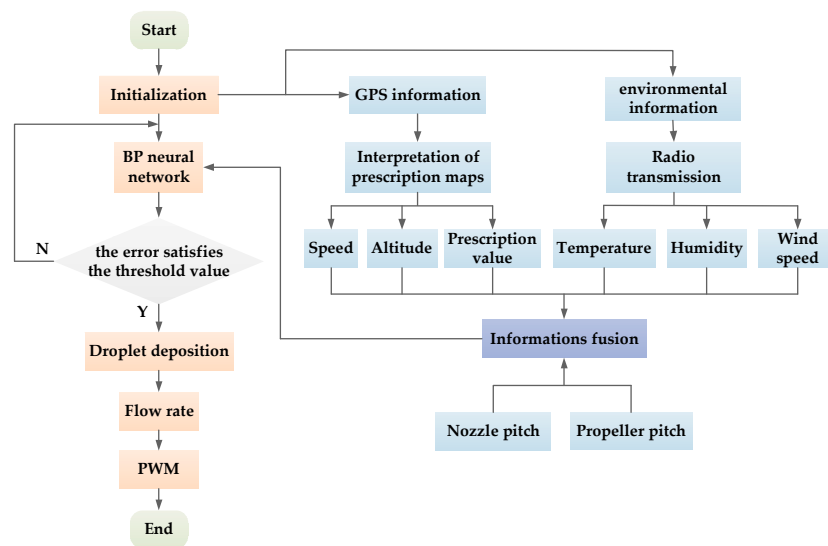 Start
Initialization
GPS information
environmental
information
BP neural
network
Interpretation of
prescription maps
Radio
transmission
N
the error satisfies
the threshold value
Speed
Altitude
Prescription
value
Temperature
Humidity
Wind
speed
Y
Droplet deposition
Informations fusion
Flow rate
Nozzle pitch
Propeller pitch
PWM
End